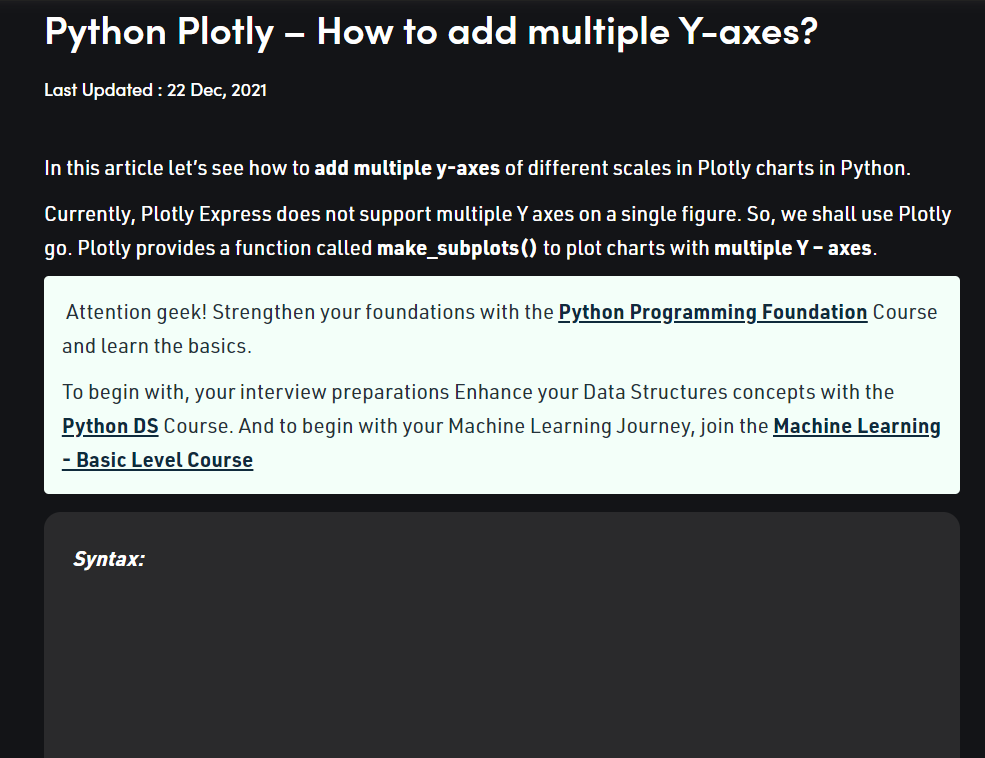 Python Plotly – How to add multiple Y-axes?
Last Updated : 22 Dec, 2021
In this article let’s see how to add multiple y-axes of different scales in Plotly charts in Python.
Currently, Plotly Express does not support multiple Y axes on a single figure. So, we shall use Plotly
go. Plotly provides a function called make_subplots() to plot charts with multiple Y – axes.
Attention geek! Strengthen your foundations with the Python Programming Foundation Course
and learn the basics.
To begin with, your interview preparations Enhance your Data Structures concepts with the
Python DS Course. And to begin with your Machine Learning Journey, join the Machine Learning
- Basic Level Course
Syntax: